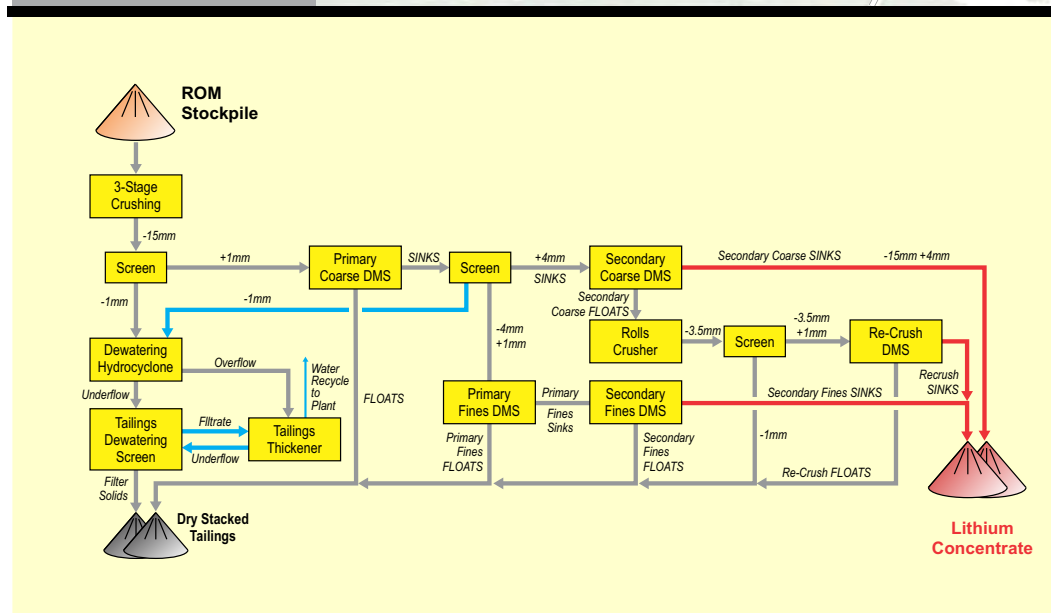 ROM
Stockpile
3-Stage
Crushing
-15mm
Screen
+1mm
Primary
Coarse DMS
SINKS
Screen
+4mm
SINKS
Secondary
Coarse DMS
Secondary Coarse SINKS
-15mm +4mm
-1mm
-1mm
Secondary
Coarse FLOATS
-4mm
+1mm
Rolls
Crusher
-3.5mm
Screen
-3.5mm
+1mm
Re-Crush
DMS
Dewatering
Hydrocyclone
Overflow
Water
Recycle
to
Plant
FLOATS
Recrush
SINKS
Underflow
Primary
Fines DMS
Primary
Fines
Sinks
Secondary
Fines DMS
Secondary Fines SINKS
Tailings
Dewatering
Screen
FIltrate
Underflow
Tailings
Thickener
Primary
Fines
FLOATS
Secondary
Fines
FLOATS
-1mm
Re-Crush FLOATS
Filter
Solids
Dry Stacked
Tailings
Lithium
Concentrate